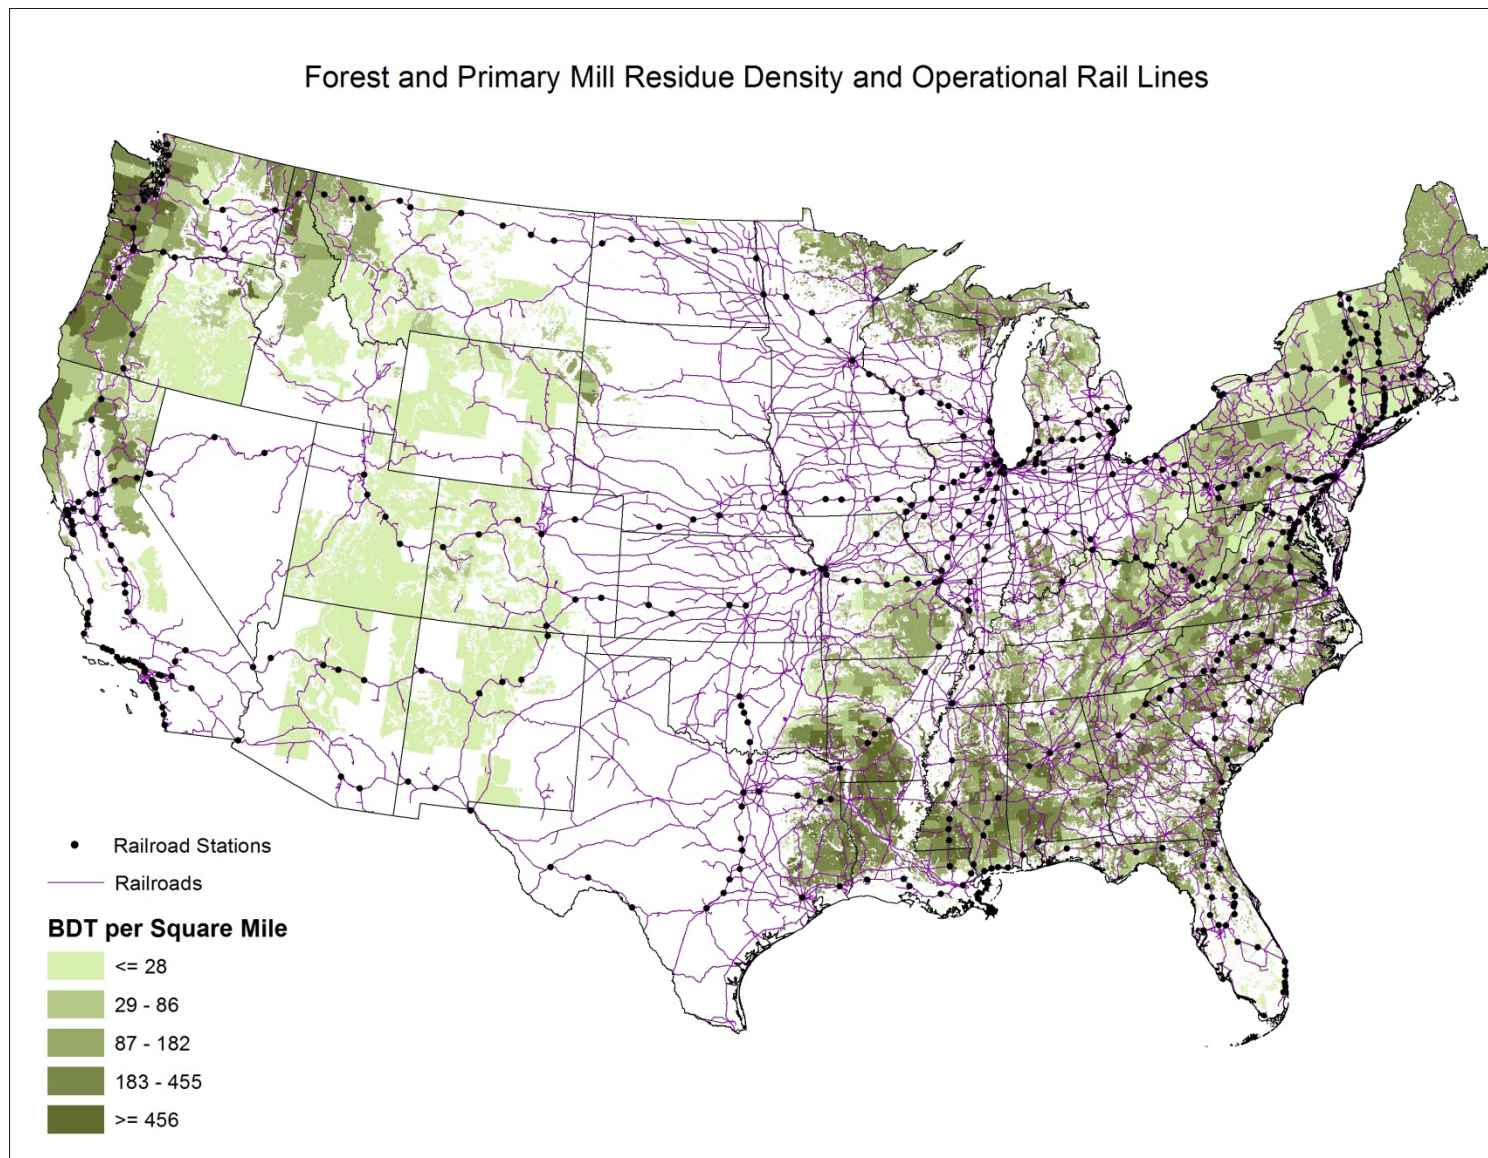 Forest and Primary Mill Residue Density and Operational Rail Lines
Railroad Stations
Railroads
BDT per Square Mile
<= 28
29 - 86
87 - 182
183 - 455
>= 456